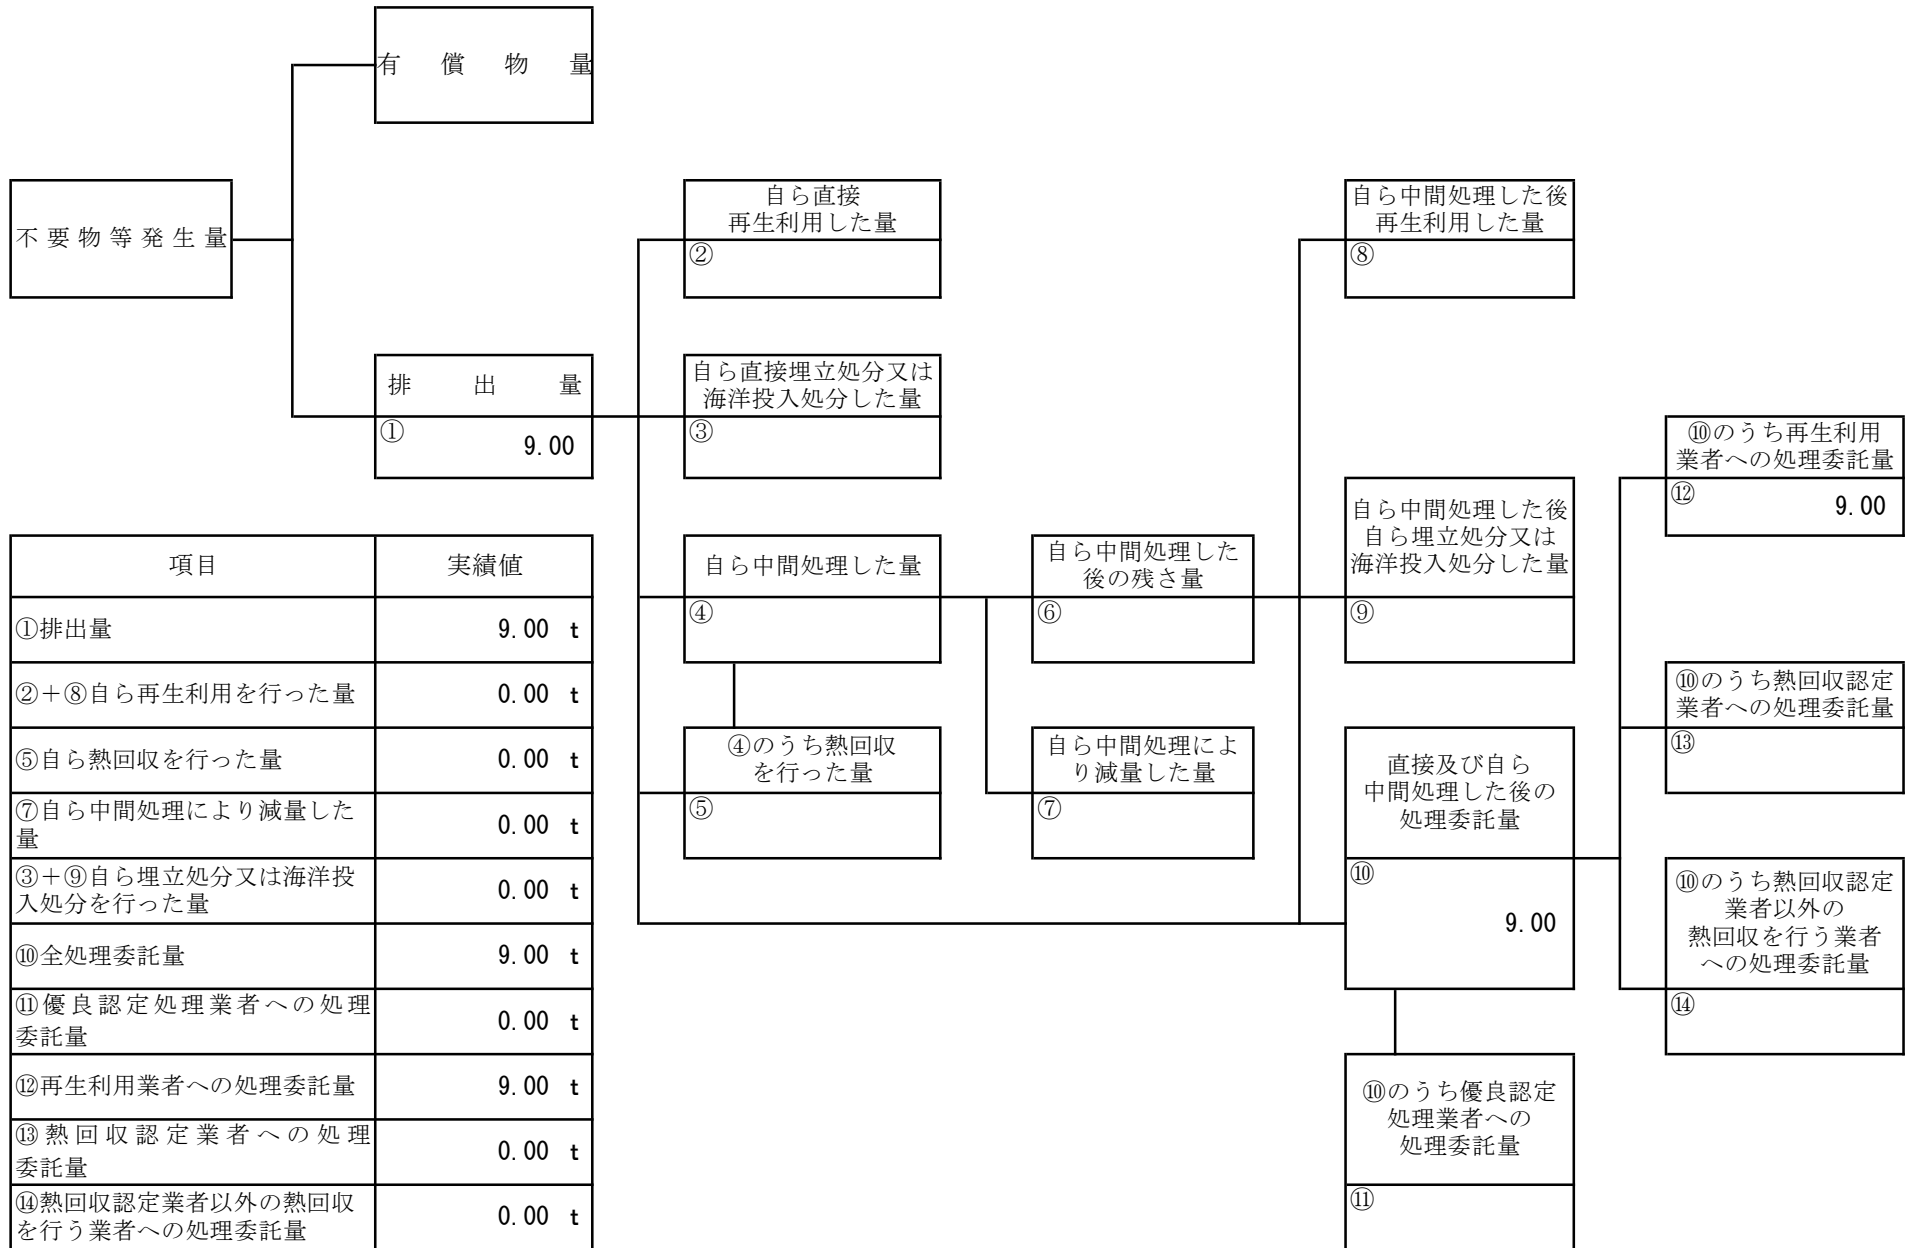 有償物量
不要物等発生量
自ら直接
再生利用した量
②
自ら中間処理した後
再生利用した量
⑧
排出量
①
9.00
自ら直接埋立処分又は
海洋投入処分した量
③
⑩のうち再生利用
業者への処理委託量
⑫
9.00
自ら中間処理した量
④
自ら中間処理した
後の残さ量
⑥
自ら中間処理した後
自ら埋立処分又は
海洋投入処分した量
⑨
⑩のうち熱回収認定
業者への処理委託量
⑬
④のうち熱回収
を行った量
⑤
自ら中間処理によ
り減量した量
⑦
直接及び自ら
中間処理した後の
処理委託量
⑩
9.00
⑩のうち熱回収認定
業者以外の
熱回収を行う業者
への処理委託量
⑭
⑩のうち優良認定
処理業者への
処理委託量
⑪
項目 実績値
①排出量 9.00 t
②＋⑧自ら再生利用を行った量 0.00 t
⑤自ら熱回収を行った量 0.00 t
⑦自ら中間処理により減量した
量 0.00 t
③＋⑨自ら埋立処分又は海洋投
入処分を行った量 0.00 t
⑩全処理委託量 9.00 t
⑪優良認定処理業者への処理
委託量 0.00 t
⑫再生利用業者への処理委託量 9.00 t
⑬熱回収認定業者への処理
委託量 0.00 t
⑭熱回収認定業者以外の熱回収
を行う業者への処理委託量 0.00 t